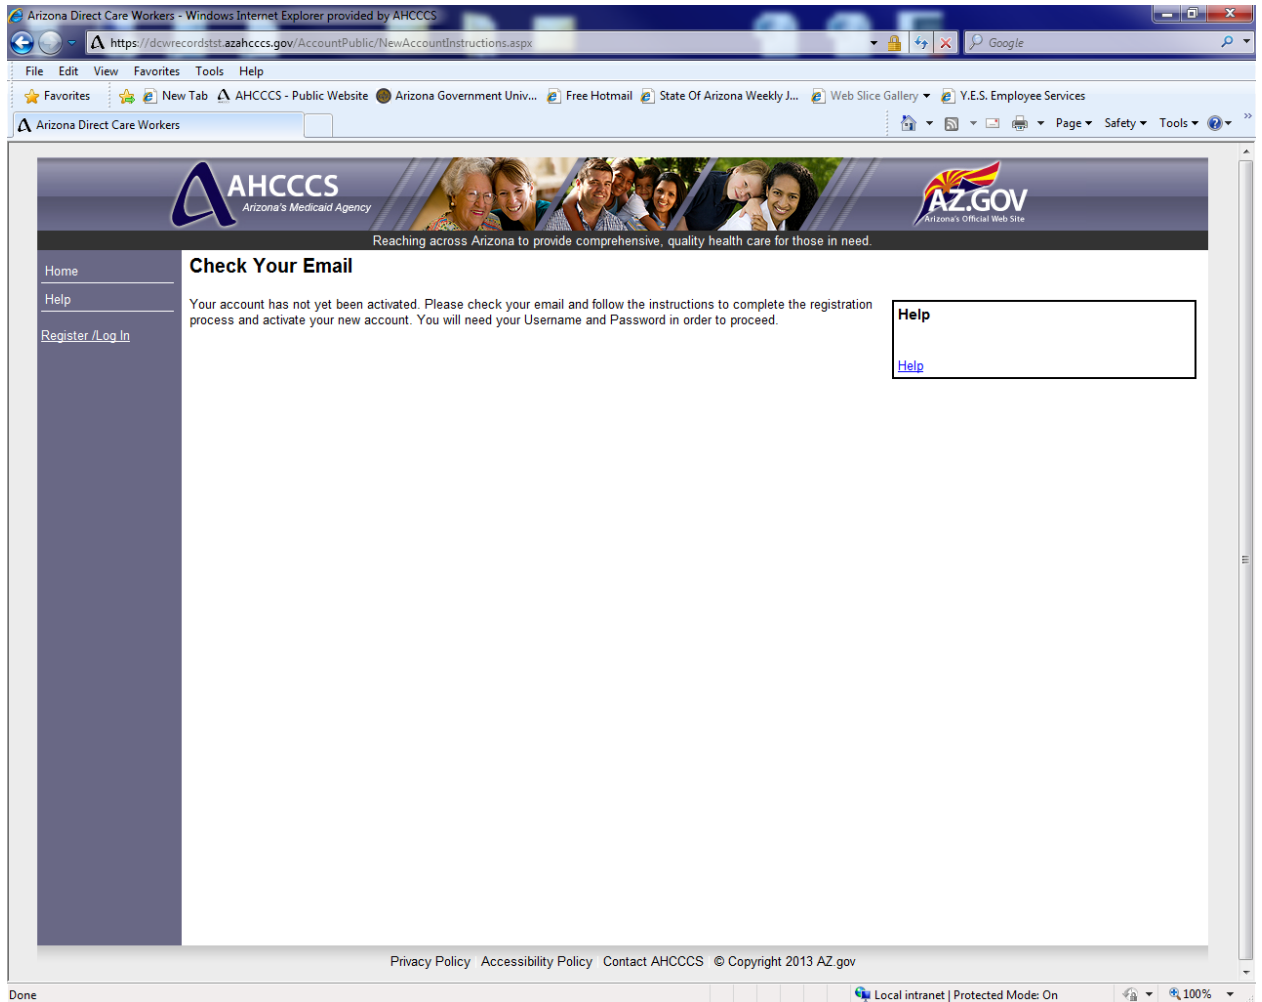 Arizona Direct Care Workers - Windows Internet Explorer provided by AHCCCS
https://dcwrecordstst.azahcccs.gov/AccountPublic/NewAccountInstructions.aspx
Google
File Edit View Favorites Tools Help
Favorites New Tab AHCCCS - Public Website Arizona Government Univ... Free Hotmail State Of Arizona Weekly J... Web Slice Gallery Y.E.S. Employee Services
Arizona Direct Care Workers
Page Safety Tools
AHCCCS
Arizona's Medicaid Agency
AZ.GOV
Arizona's Official Web Site
Reaching across Arizona to provide comprehensive, quality health care for those in need.
Home
Help
Register /Log In
Check Your Email
Your account has not yet been activated. Please check your email and follow the instructions to complete the registration
process and activate your new account. You will need your Username and Password in order to proceed.
Help
Help
Privacy Policy Accessibility Policy Contact AHCCCS © Copyright 2013 AZ.gov
Done
Local intranet | Protected Mode: On
100%